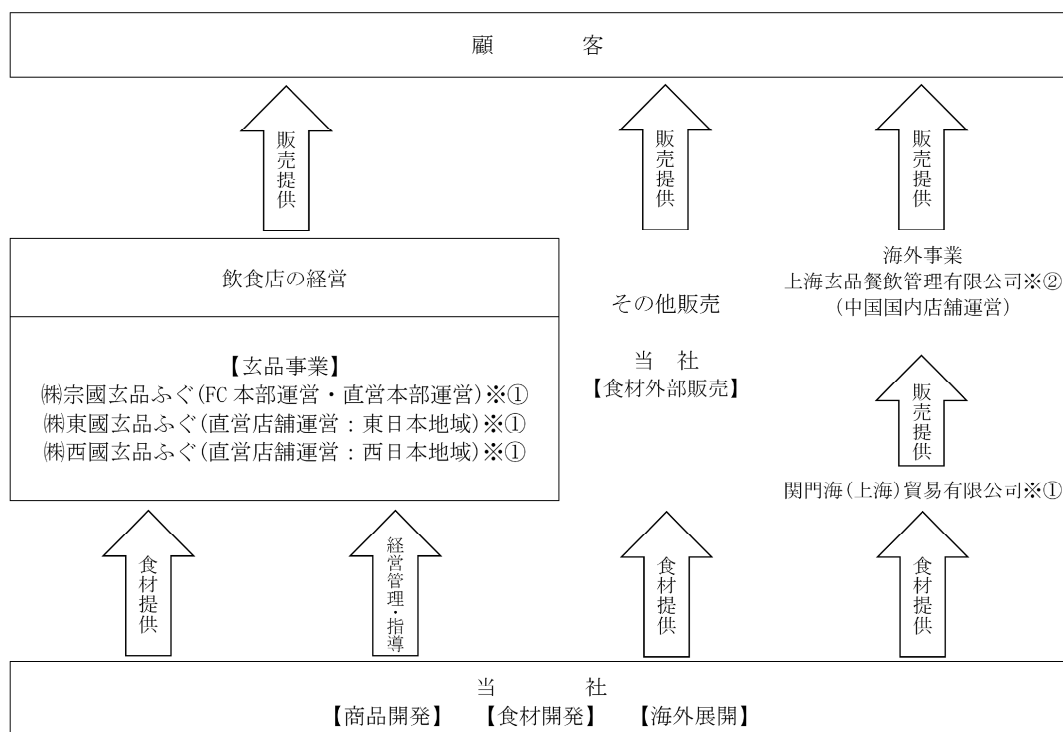 顧　　　客
販売提供
販売提供
販売提供
飲食店の経営
【玄品事業】
㈱宗國玄品ふぐ(FC本部運営・直営本部運営)※①
㈱東國玄品ふぐ(直営店舗運営：東日本地域)※①
㈱西國玄品ふぐ(直営店舗運営：西日本地域)※①
その他販売
当　社
【食材外部販売】
海外事業
上海玄品餐飲管理有限公司※②
(中国国内店舗運営)
販売提供
関門海(上海)貿易有限公司※①
食材提供
経営管理・指導
食材提供
食材提供
当　　　社
【商品開発】　【食材開発】　【海外展開】